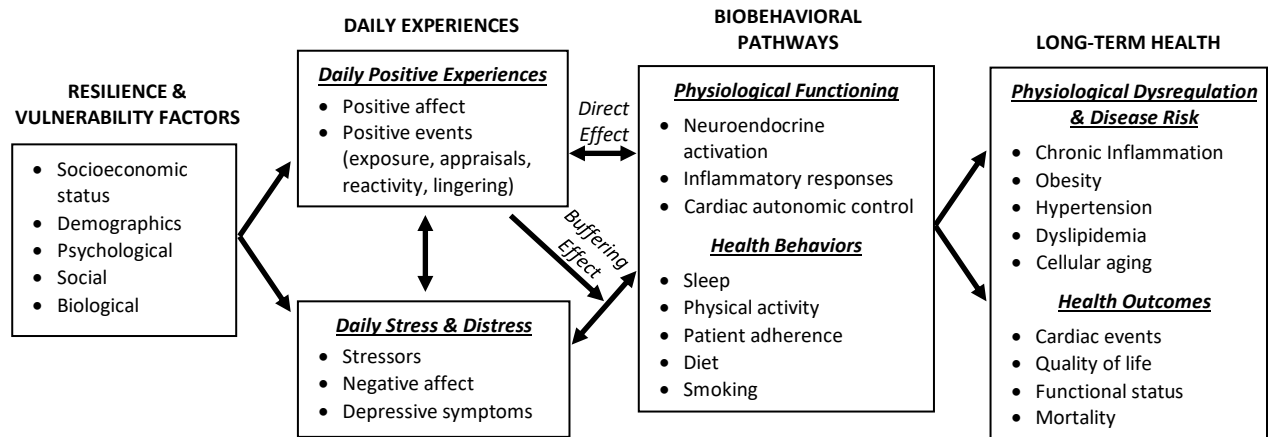 RESILIENCE &
VULNERABILITY FACTORS
• Socioeconomic
status
• Demographics
• Psychological
• Social
• Biological
DAILY EXPERIENCES
Daily Positive Experiences
• Positive affect
• Positive events
(exposure, appraisals,
reactivity, lingering)
Daily Stress & Distress
• Stressors
• Negative affect
• Depressive symptoms
Direct
Effect
Buffering
Effect
BIOBEHAVIORAL
PATHWAYS
Physiological Functioning
• Neuroendocrine
activation
• Inflammatory responses
• Cardiac autonomic control
Health Behaviors
• Sleep
• Physical activity
• Patient adherence
• Diet
• Smoking
LONG-TERM HEALTH
Physiological Dysregulation
& Disease Risk
• Chronic Inflammation
• Obesity
• Hypertension
• Dyslipidemia
• Cellular aging
Health Outcomes
• Cardiac events
• Quality of life
• Functional status
• Mortality